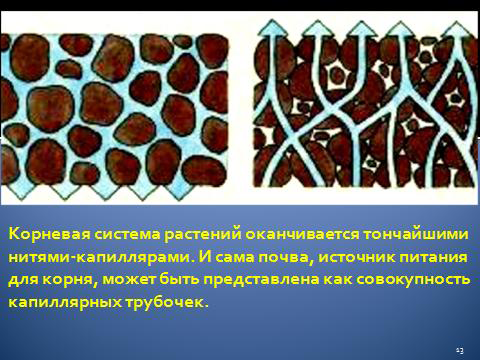 Корневая система растений оканчивается тончайшими
нитями-капиллярами. И сама почва, источник питания
для корня, может быть представлена как совокупность
капиллярных трубочек.
13